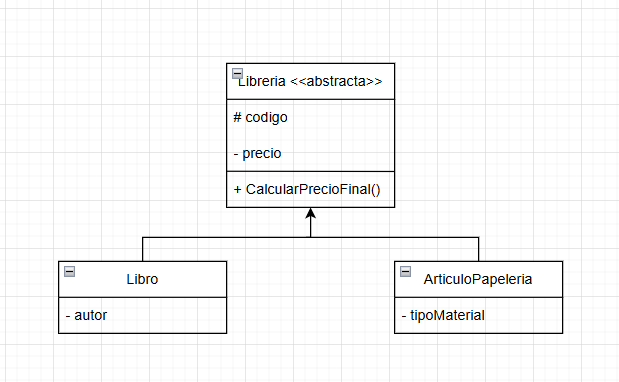 Libreria <<abstracta>>
# codigo
- precio
+ CalcularPrecioFinal()
Libro
- autor
ArticuloPapeleria
- tipoMaterial